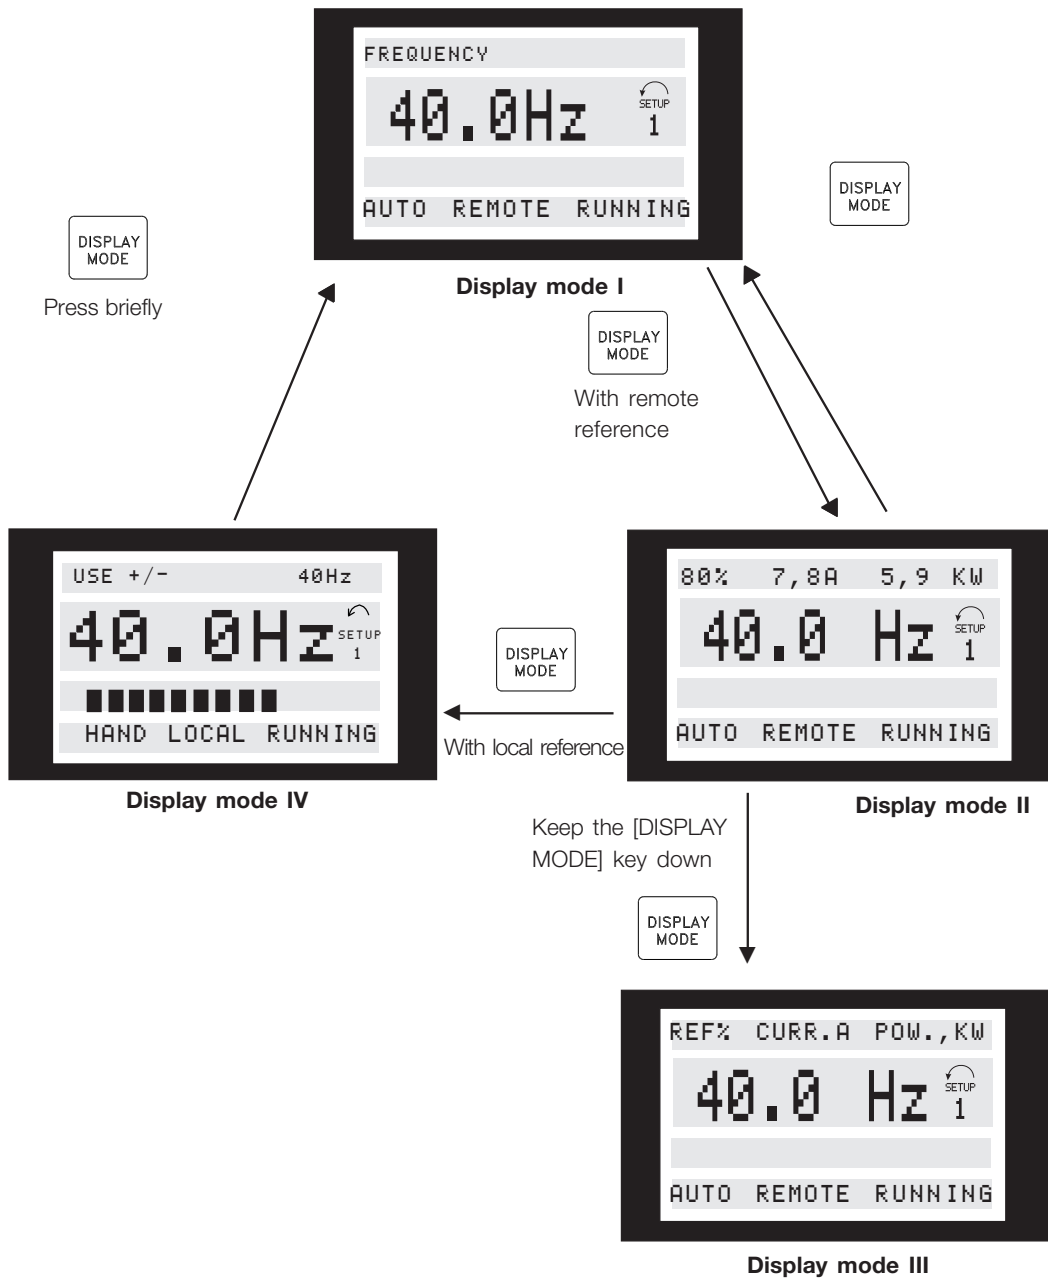 FREQUENCY
40.0Hz
SETUP
1
AUTO REMOTE RUNNING
Display mode I
DISPLAY
MODE
DISPLAY
MODE
Press briefly
DISPLAY
MODE
With remote
reference
USE +/-
40Hz
40.0Hz
SETUP
1
HAND LOCAL RUNNING
Display mode IV
DISPLAY
MODE
With local reference
80% 7,8A 5,9 KW
40.0 Hz
SETUP
1
AUTO REMOTE RUNNING
Display mode II
Keep the [DISPLAY
MODE] key down
DISPLAY
MODE
REF% CURR.A POW.,KW
40.0 Hz
SETUP
1
AUTO REMOTE RUNNING
Display mode III